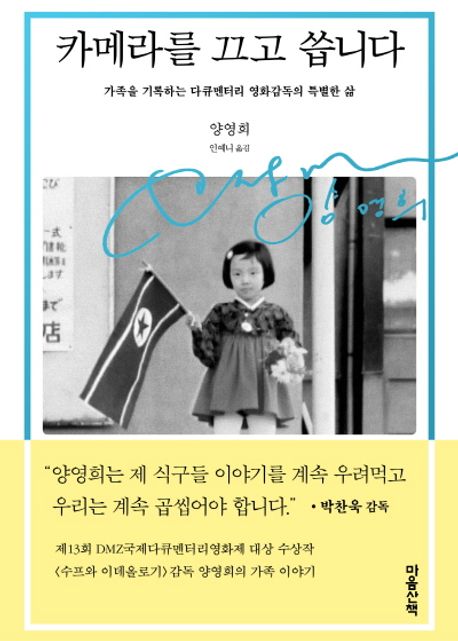 카메라를 끄고 씁니다
가족을 기록하는 다큐멘터리 영화감독의 특별한 삶
양영희
인예니 옮김
양영희
一式
します
まで
店
“양영희는 제 식구들 이야기를 계속 우려먹고
우리는 계속 곱씹어야 합니다.” • 박찬욱 감독
제13회 DMZ국제다큐멘터리영화제 대상 수상작
〈수프와 이데올로기〉 감독 양영희의 가족 이야기
마음산책